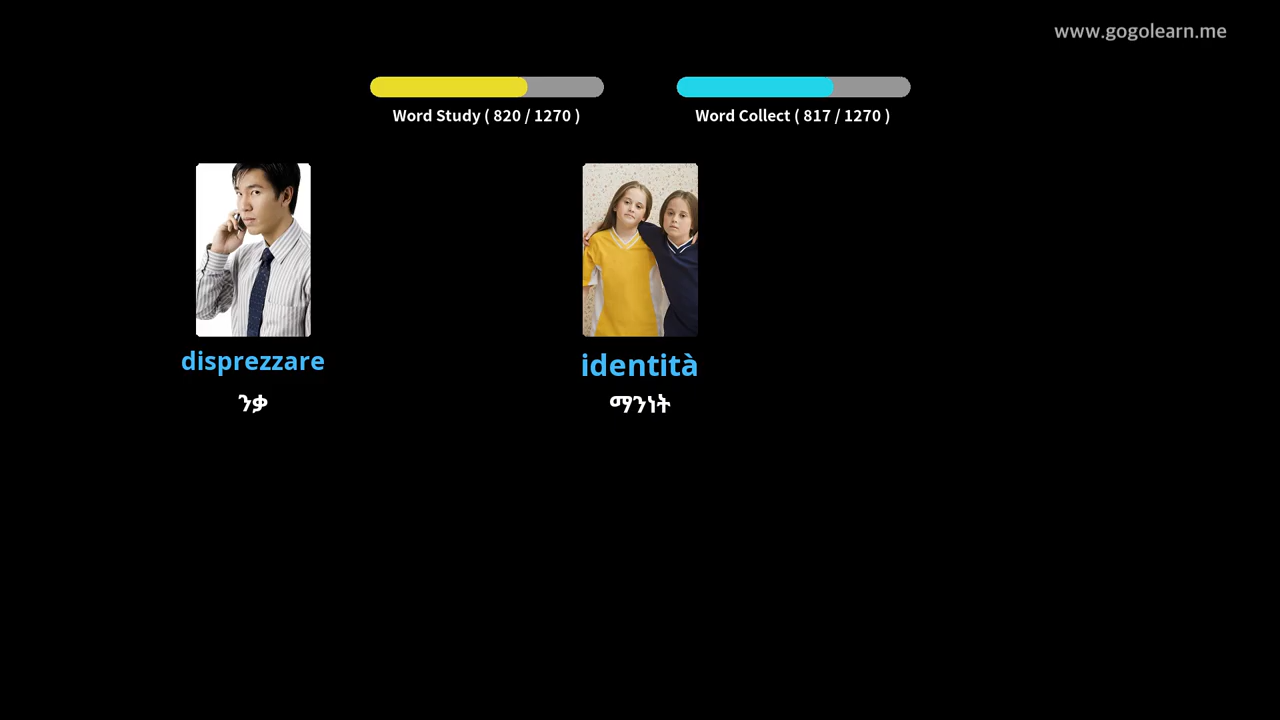 www.gogolearn.me
Word Study ( 820 / 1270 )
Word Collect ( 817 / 1270 )
disprezzare
ንቃ
identità
ማንነት